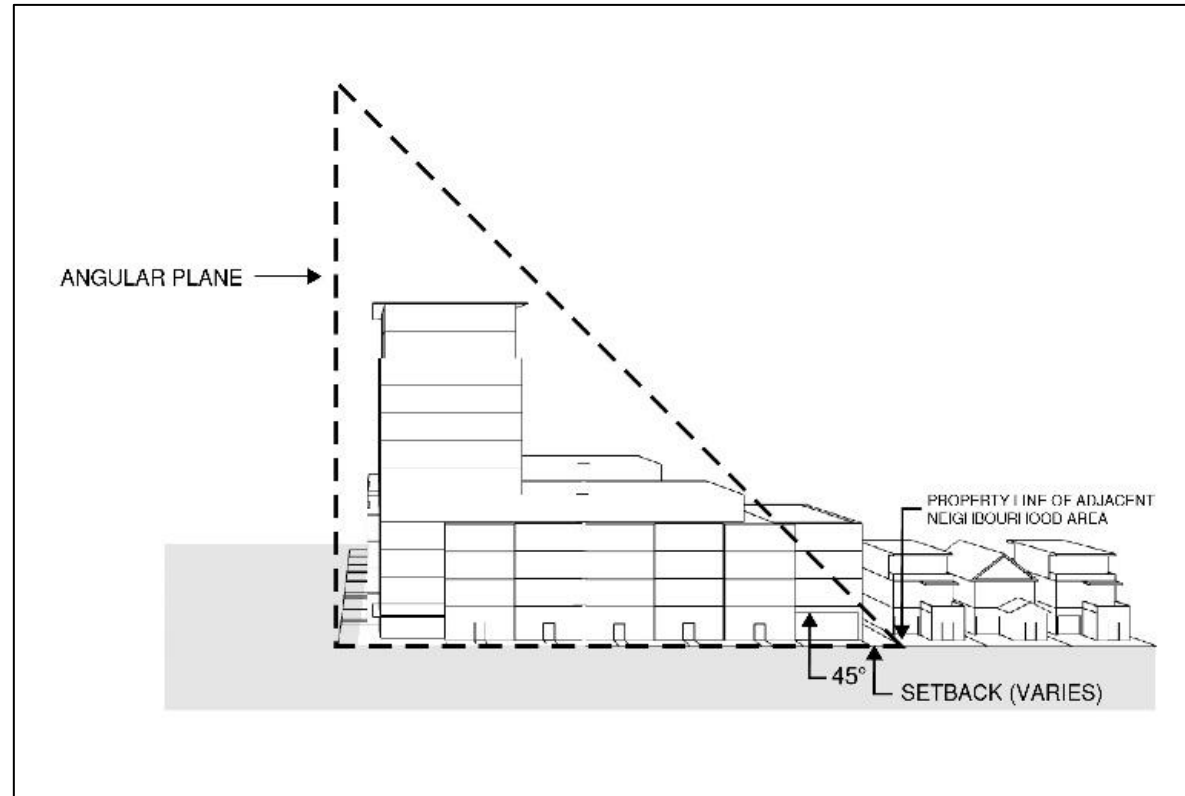 ANGULAR PLANE
PROPERTY LINE OF ADJACENT
NEIGHBOURHOOD AREA
45°
SETBACK (VARIES)